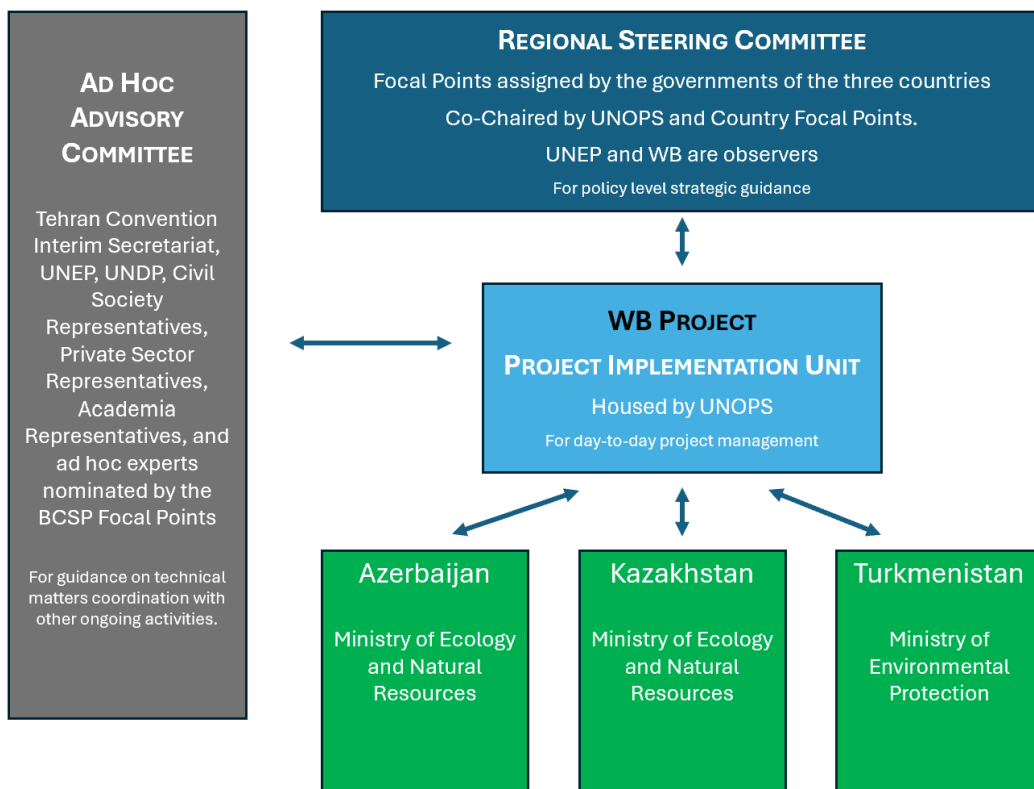 AD HOC
ADVISORY
COMMITTEE
Tehran Convention
Interim Secretariat,
UNEP, UNDP, Civil
Society
Representatives,
Private Sector
Representatives,
Academia
Representatives, and
ad hoc experts
nominated by the
BCSP Focal Points
For guidance on technical
matters coordination with
other ongoing activities.
REGIONAL STEERING COMMITTEE
Focal Points assigned by the governments of the three countries
Co-Chaired by UNOPS and Country Focal Points.
UNEP and WB are observers
For policy level strategic guidance
WB PROJECT
PROJECT IMPLEMENTATION UNIT
Housed by UNOPS
For day-to-day project management
Azerbaijan
Ministry of Ecology
and Natural
Resources
Kazakhstan
Ministry of Ecology
and Natural
Resources
Turkmenistan
Ministry of
Environmental
Protection